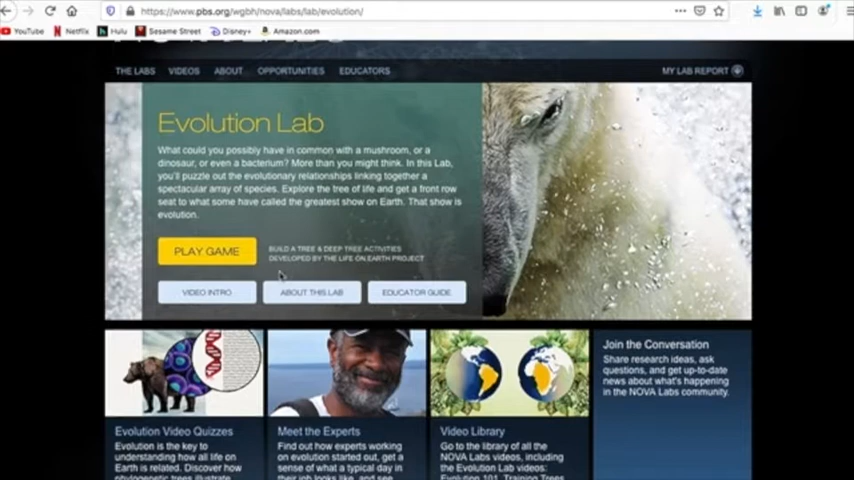 https://www.pbs.org/wgbh/nova/labs/lab/evolution/
YouTube Netflix Hulu Sesame Street Disney+ Amazon.com
THE LABS VIDEOS ABOUT OPPORTUNITIES EDUCATORS MY LAB REPORT
Evolution Lab
What could you possibly have in common with a mushroom, or a
dinosaur, or even a bacterium? More than you might think. In this Lab,
you'll puzzle out the evolutionary relationships linking together a
spectacular array of species. Explore the tree of life and get a front row
seat to what some have called the greatest show on Earth. That show is
evolution.
PLAY GAME
BUILD A TREE & DEEP TREE ACTIVITIES
DEVELOPED BY THE LIFE ON EARTH PROJECT
VIDEO INTRO ABOUT THIS LAB EDUCATOR GUIDE
Evolution Video Quizzes
Evolution is the key to
understanding how all life on
Earth is related. Discover how
phylogenetic trees illustrate
Meet the Experts
Find out how experts working
on evolution started out, get a
sense of what a typical day in
their job looks like, and see
Video Library
Go to the library of all the
NOVA Labs videos, including
the Evolution Lab videos:
Evolution 101, Training Trees
Join the Conversation
Share research ideas, ask
questions, and get up-to-date
news about what's happening
in the NOVA Labs community.